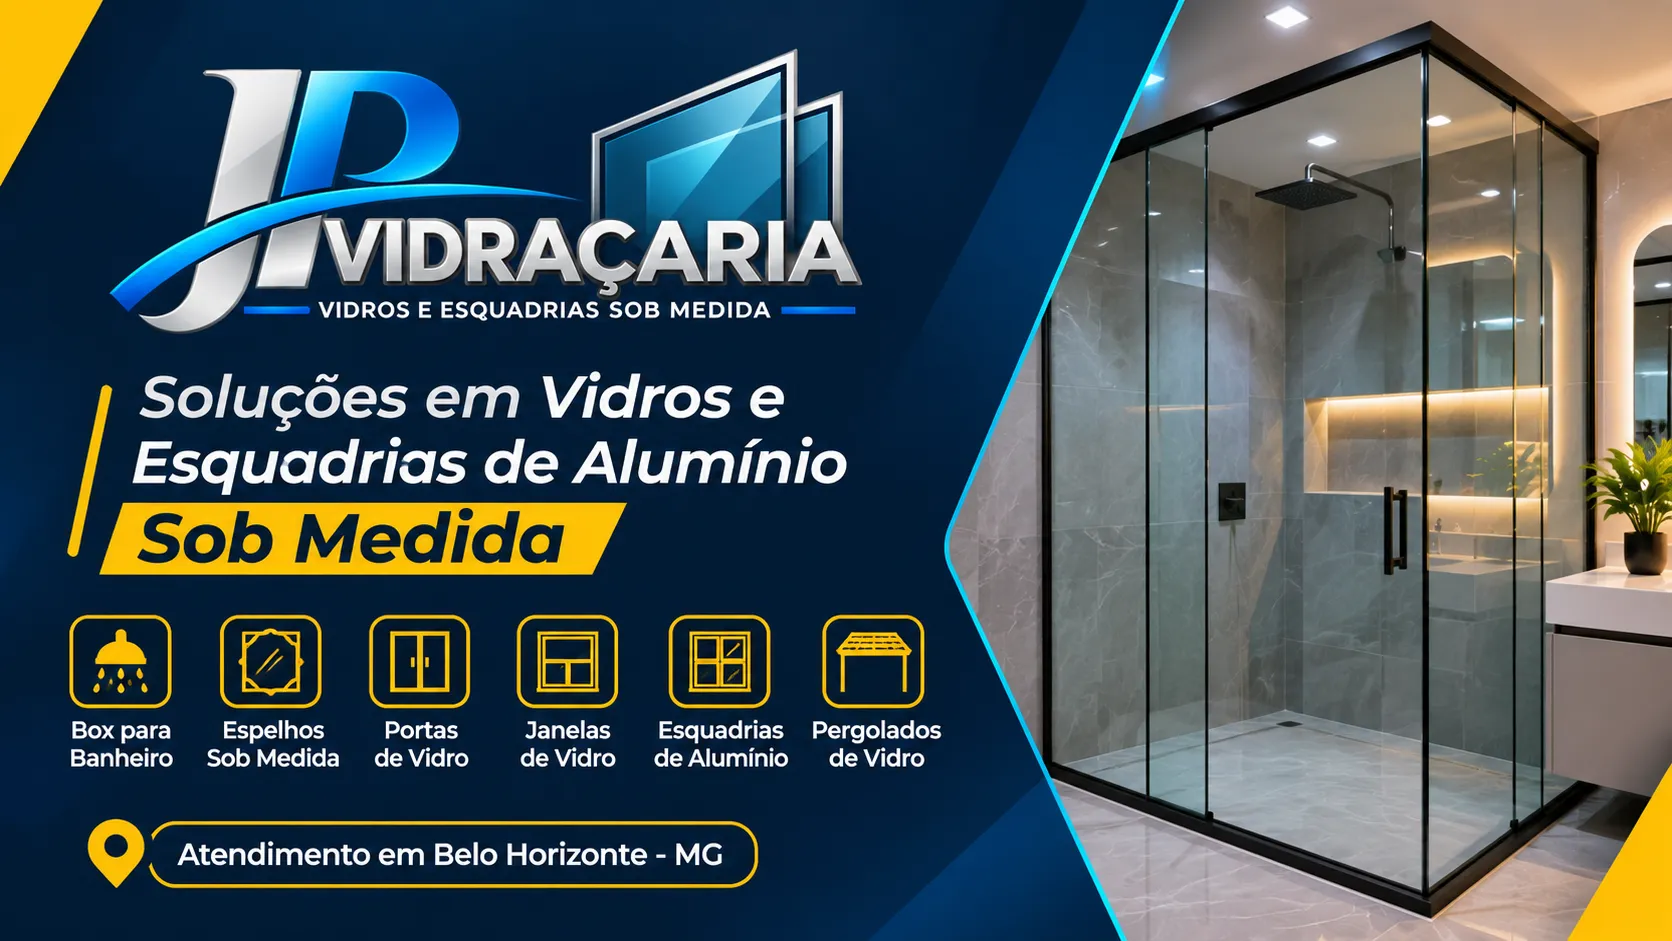 JP
VIDRAÇARIA
VIDROS E ESQUADRIAS SOB MEDIDA
Soluções em Vidros e
Esquadrias de Alumínio
Sob Medida
Box para
Banheiro
Espelhos
Sob Medida
Portas
de Vidro
Janelas
de Vidro
Esquadrias
de Alumínio
Pergolados
de Vidro
Atendimento em Belo Horizonte - MG